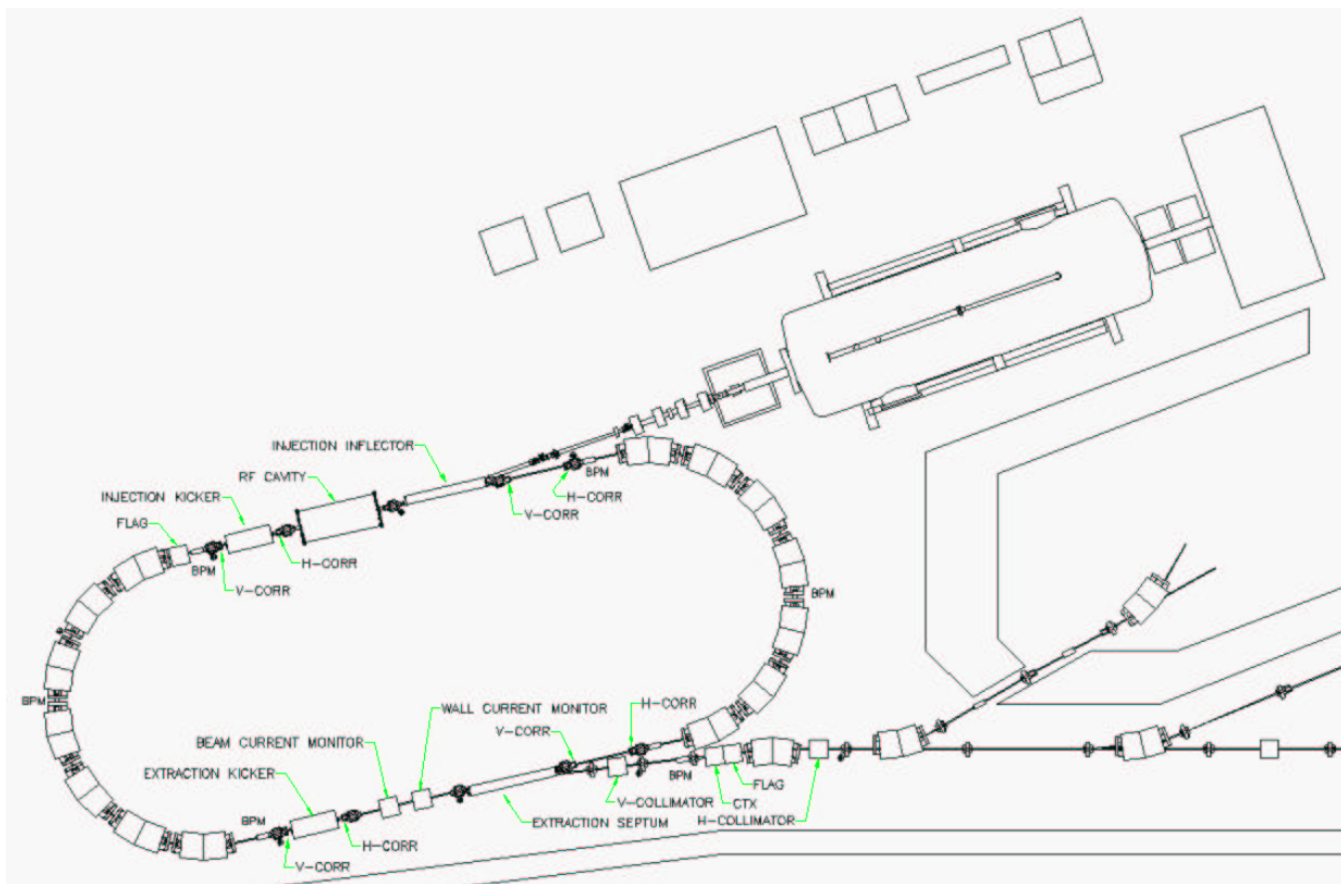 INJECTION INFLECTOR
BPM
RF CAVITY
H-CORR
INJECTION KICKER
V-CORR
FLAG
H-CORR
BPM
V-CORR
BPM
BPM
H-CORR
WALL CURRENT MONITOR
V-CORR
BEAM CURRENT MONITOR
EXTRACTION KICKER
BPM
FLAG
V-COLLIMATOR
CTX
BPM
EXTRACTION SEPTUM
H-COLLIMATOR
H-CORR
V-CORR